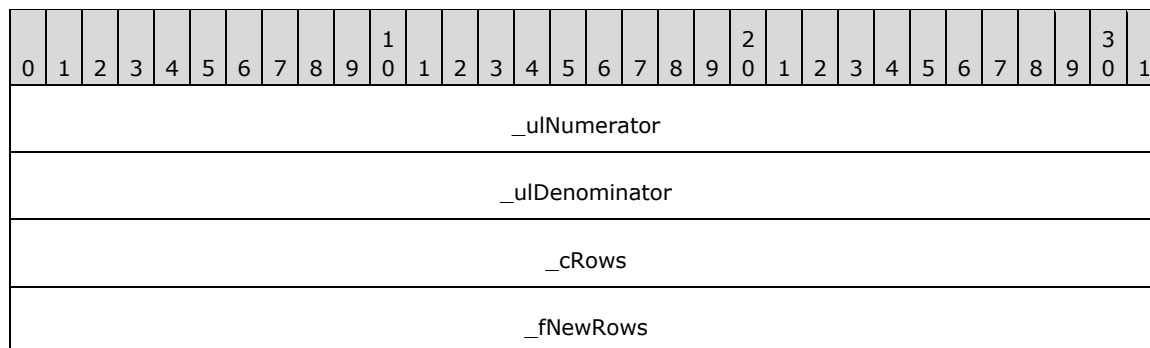 1 2 3
0 1 2 3 4 5 6 7 8 9 0 1 2 3 4 5 6 7 8 9 0 1 2 3 4 5 6 7 8 9 0 1
_ulNumerator
_ulDenominator
_cRows
_fNewRows